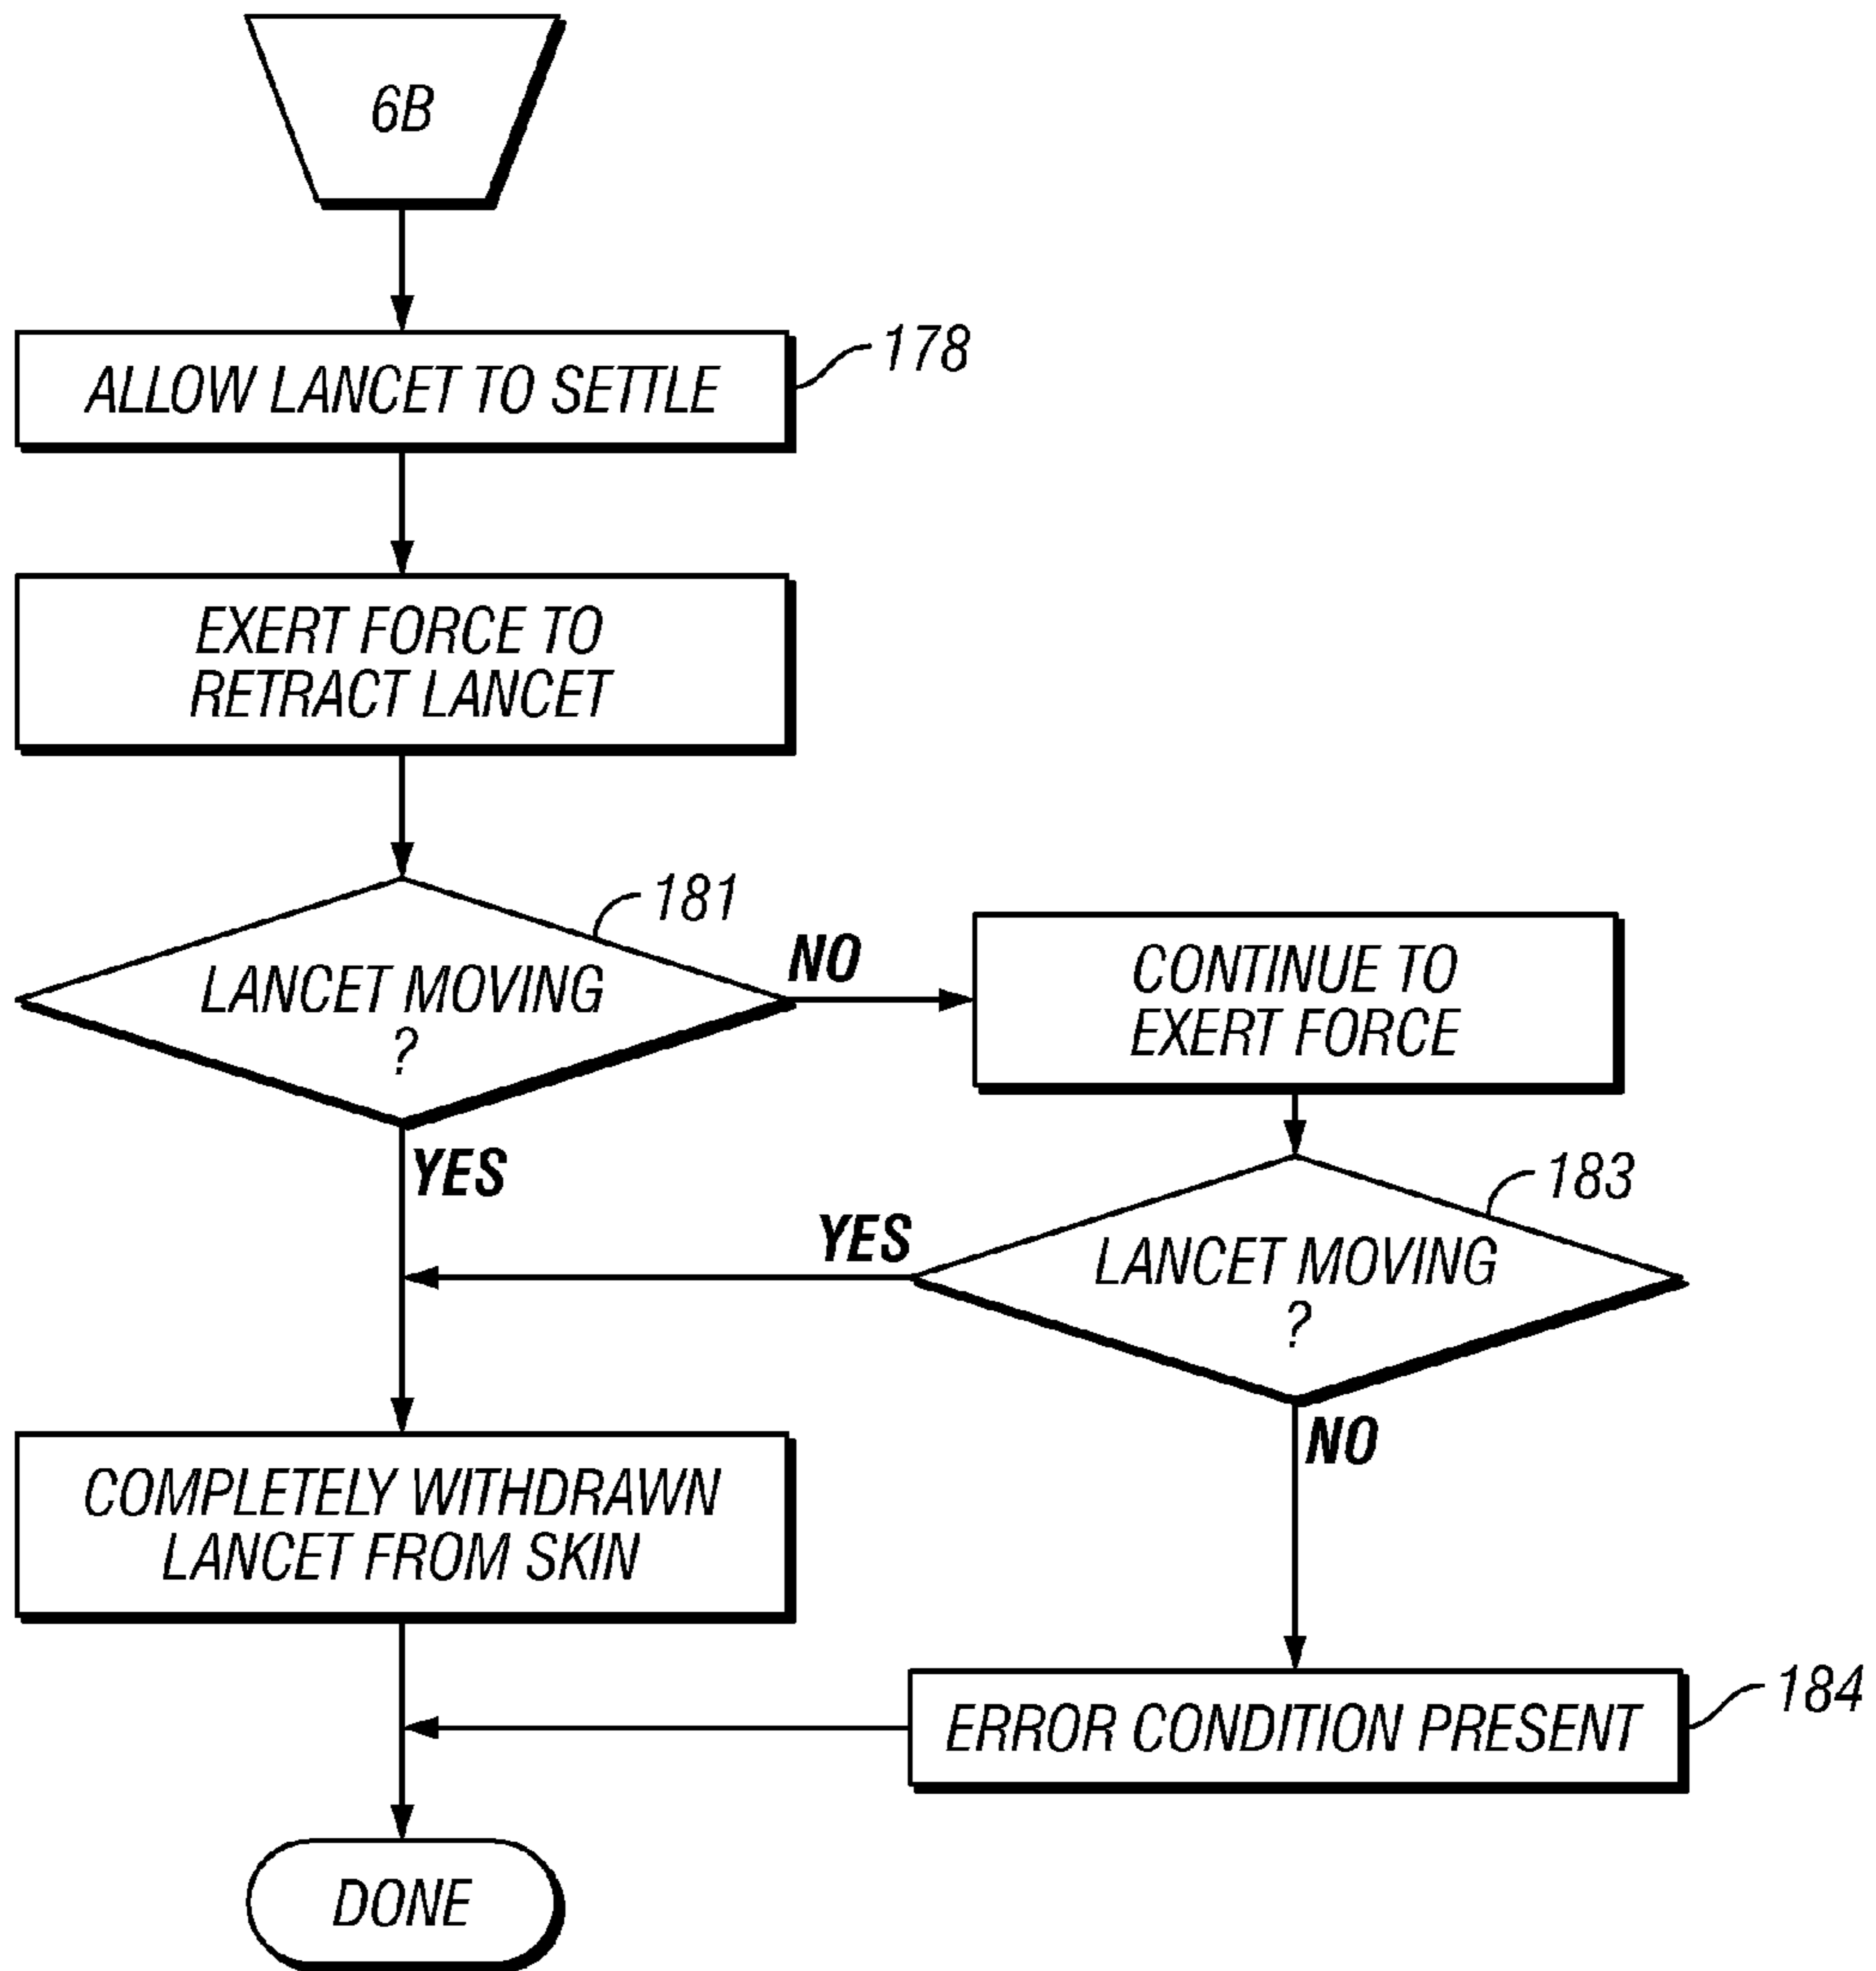 6B
ALLOW LANCET TO SETTLE
178
EXERT FORCE TO
RETRACT LANCET
181
LANCET MOVING
?
NO
YES
CONTINUE TO
EXERT FORCE
183
LANCET MOVING
?
YES
NO
COMPLETELY WITHDRAWN
LANCET FROM SKIN
ERROR CONDITION PRESENT
184
DONE